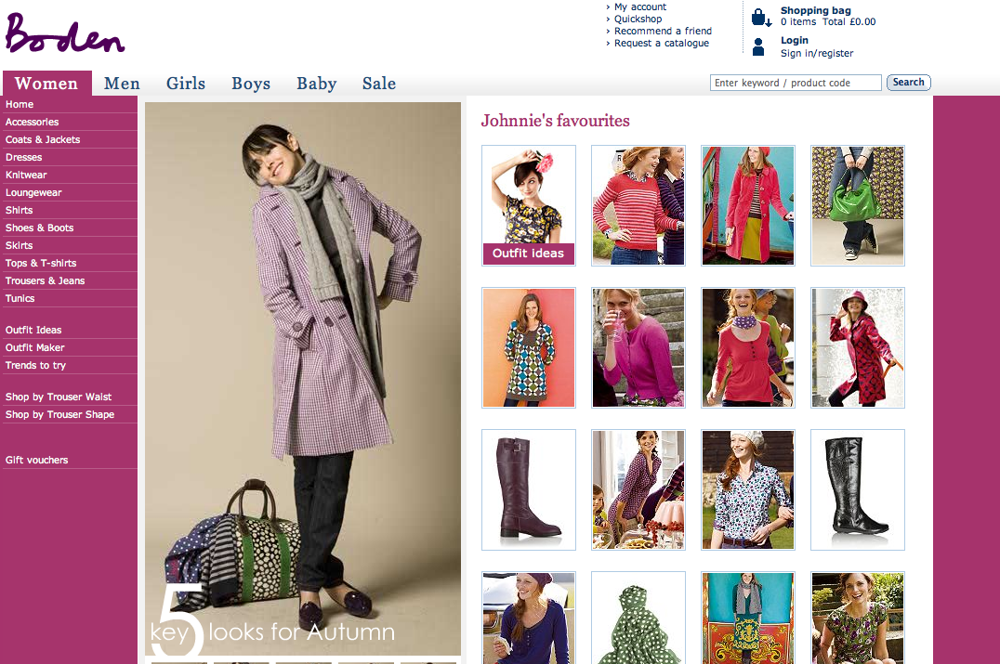 Boden
My account
Quickshop
Recommend a friend
Request a catalogue
Shopping bag
0 items Total £0.00
Login
Sign in/register
Women Men Girls Boys Baby Sale
Enter keyword / product code Search
Home
Accessories
Coats & Jackets
Dresses
Knitwear
Loungewear
Shirts
Shoes & Boots
Skirts
Tops & T-shirts
Trousers & Jeans
Tunics
Outfit Ideas
Outfit Maker
Trends to try
Shop by Trouser Waist
Shop by Trouser Shape
Gift vouchers
5 key looks for Autumn
Johnnie's favourites
Outfit ideas